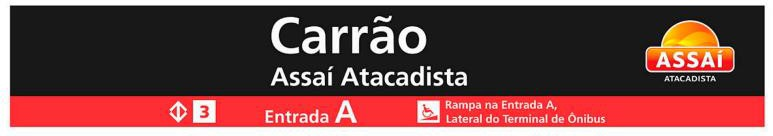 Carrão
Assaí Atacadista
ASSAÍ
ATACADISTA
3
Entrada A
Rampa na Entrada A,
Lateral do Terminal de Ônibus